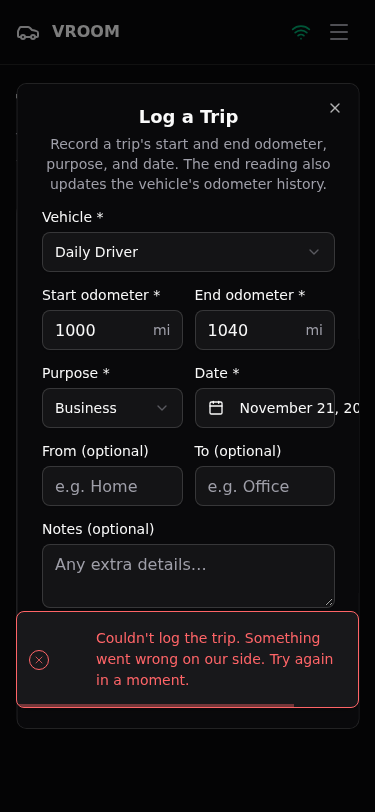 VROOM
Log a Trip
Record a trip's start and end odometer,
purpose, and date. The end reading also
updates the vehicle's odometer history.
Vehicle *
Daily Driver
Start odometer * End odometer *
1000 mi 1040 mi
Purpose * Date *
Business November 21, 20
From (optional) To (optional)
e.g. Home e.g. Office
Notes (optional)
Any extra details...
Couldn't log the trip. Something
went wrong on our side. Try again
in a moment.